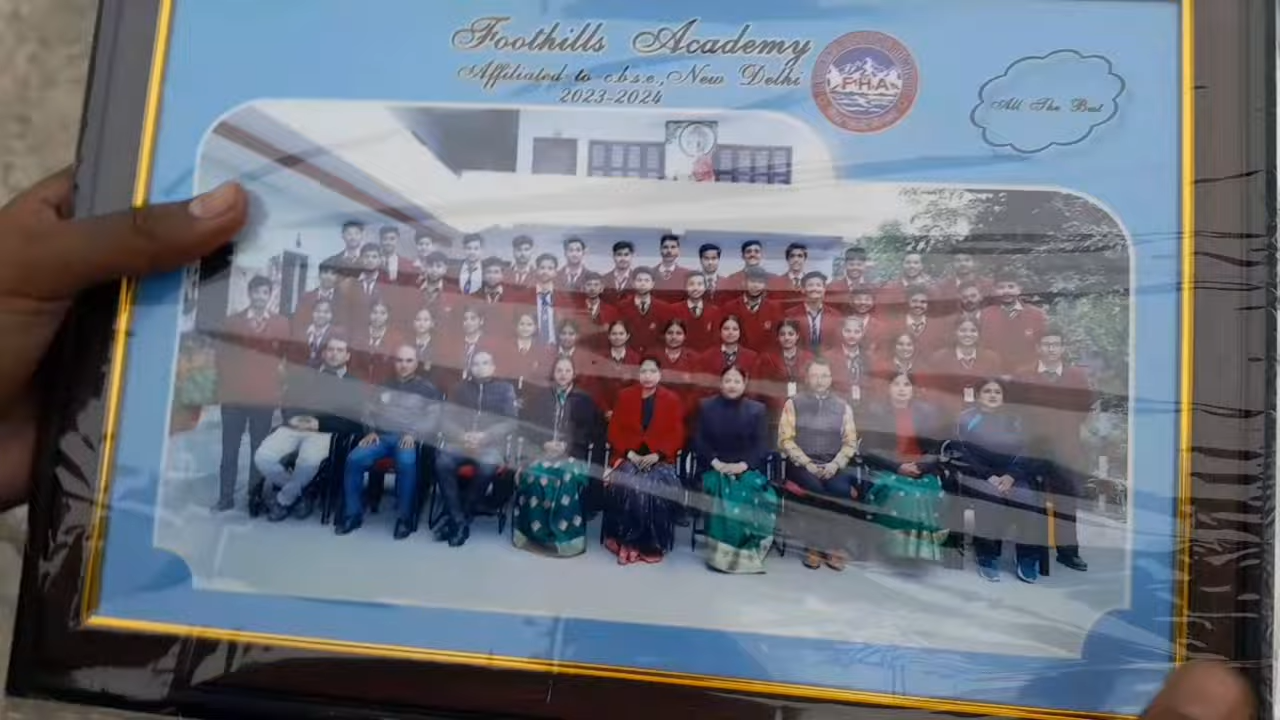 Foothills Academy
Affiliated to c.b.s.e., New Delhi
2023-2024
FHA
All The Best